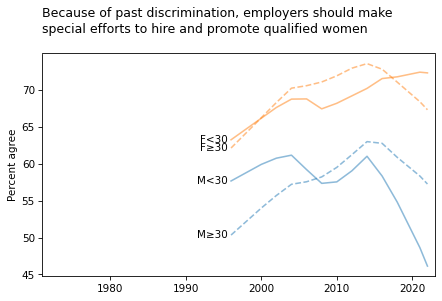 Because of past discrimination, employers should make
special efforts to hire and promote qualified women
Percent agree
70
65
60
55
50
45
F<30
F≥30
M<30
M≥30
1980
1990
2000
2010
2020